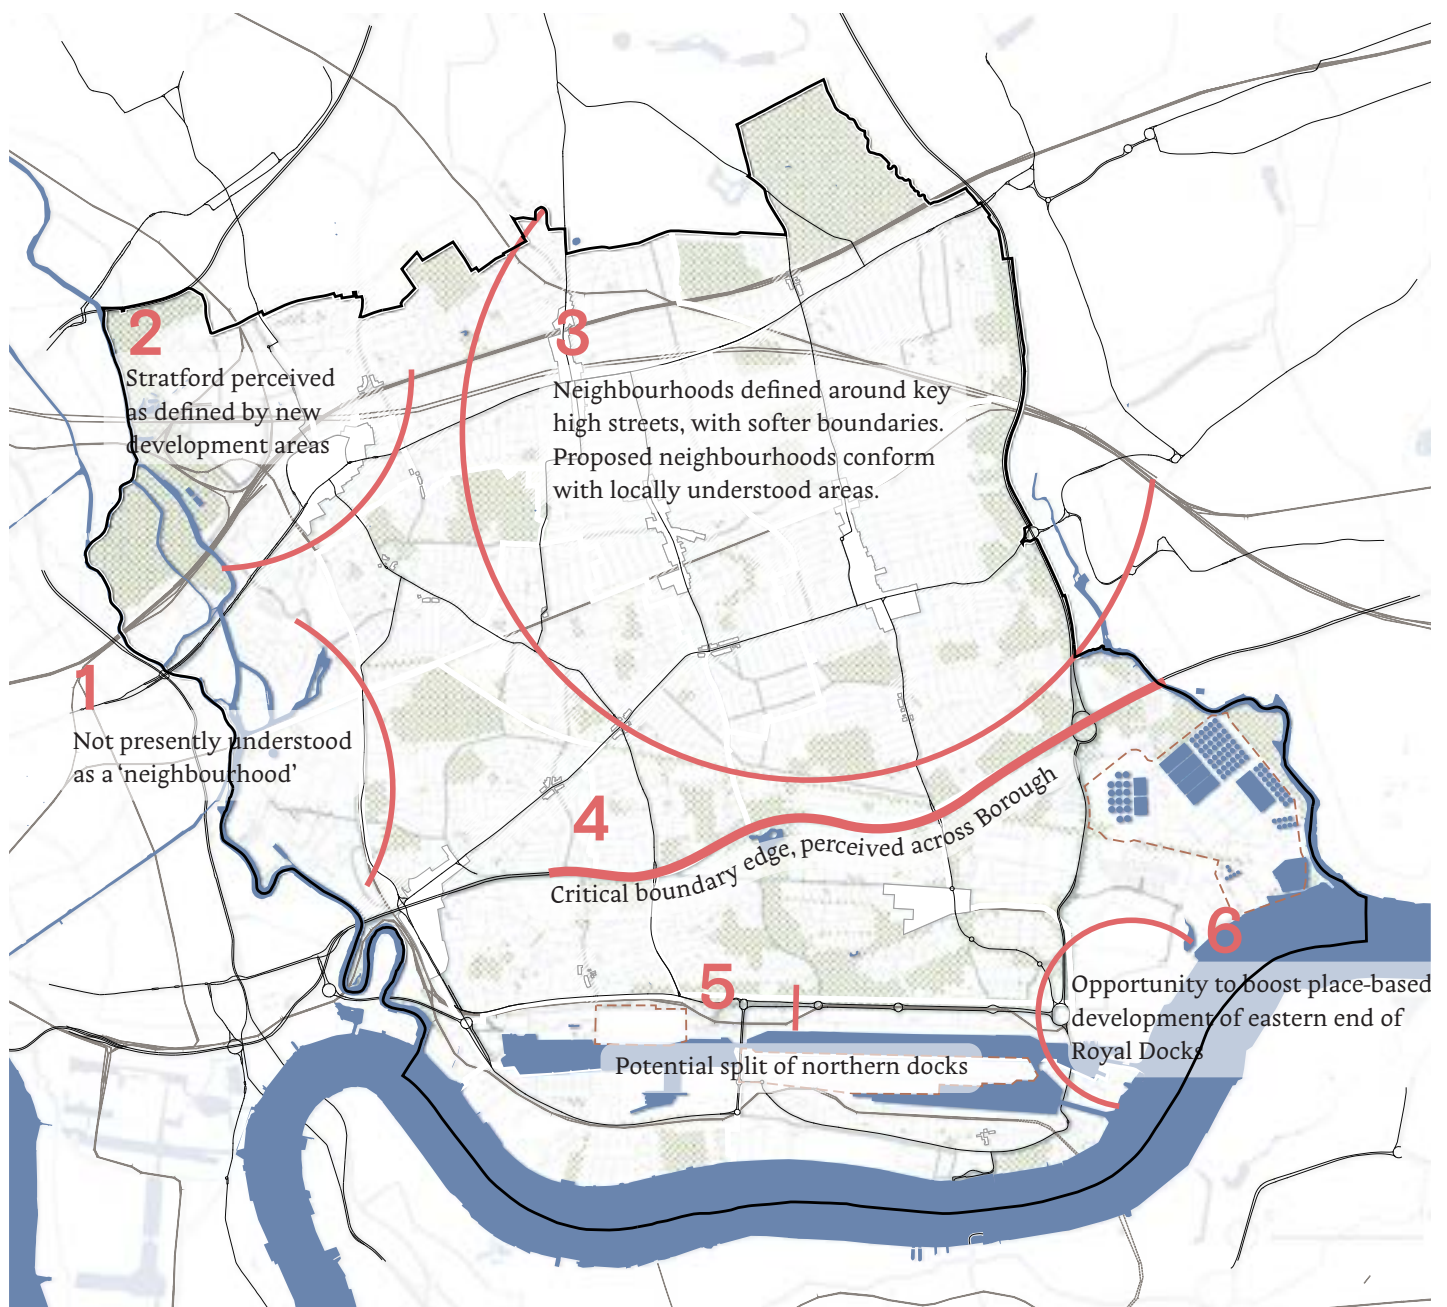 2
Stratford perceived
as defined by new
development areas
3
Neighbourhoods defined around key
high streets, with softer boundaries.
Proposed neighbourhoods conform
with locally understood areas.
1
Not presently understood
as a ‘neighbourhood’
4
Critical boundary edge, perceived across Borough
5
Potential split of northern docks
6
Opportunity to boost place-based
development of eastern end of
Royal Docks